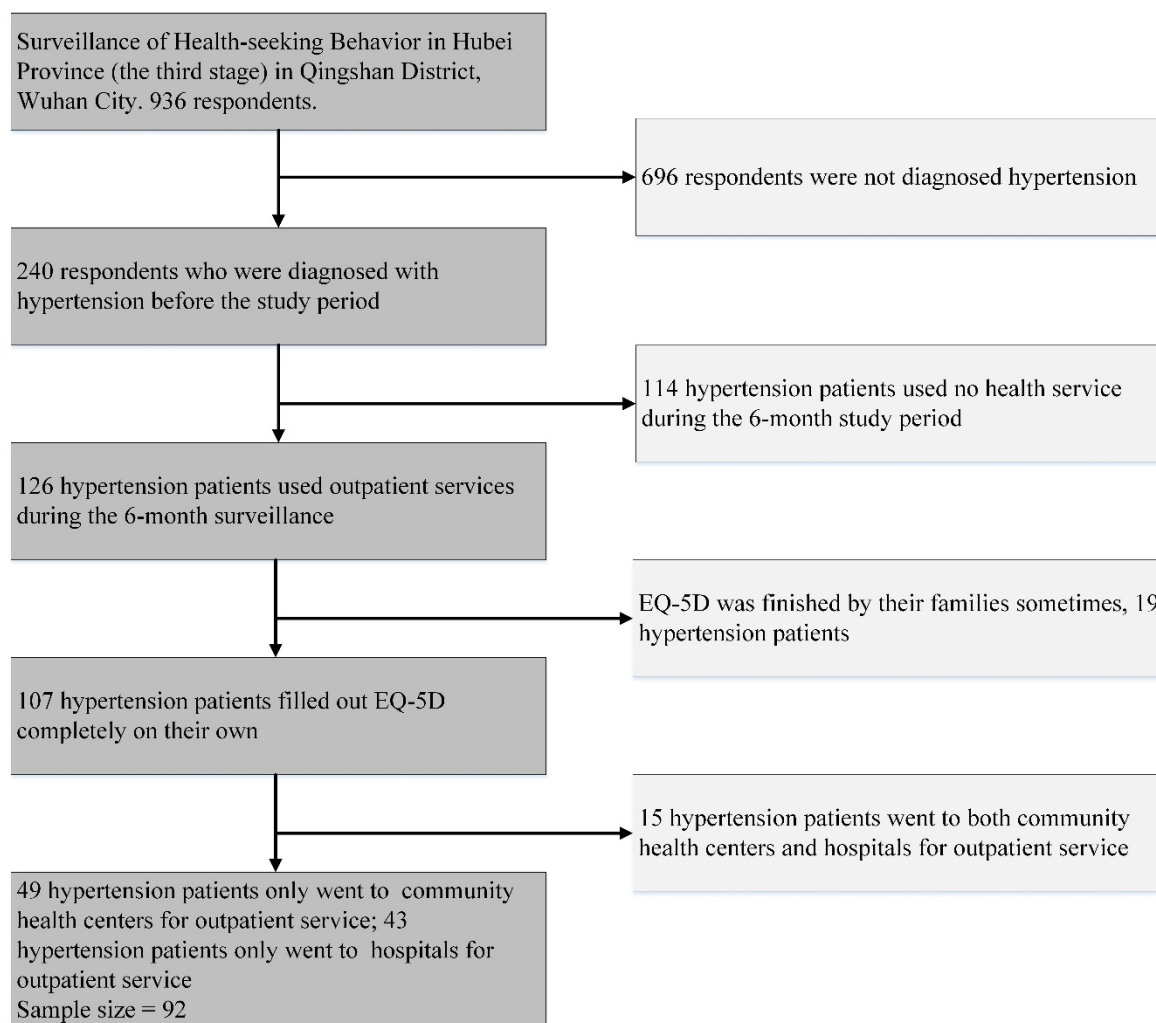 Surveillance of Health-seeking Behavior in Hubei
Province (the third stage) in Qingshan District,
Wuhan City. 936 respondents.
696 respondents were not diagnosed hypertension
240 respondents who were diagnosed with
hypertension before the study period
114 hypertension patients used no health service
during the 6-month study period
126 hypertension patients used outpatient services
during the 6-month surveillance
EQ-5D was finished by their families sometimes, 19
hypertension patients
107 hypertension patients filled out EQ-5D
completely on their own
15 hypertension patients went to both community
health centers and hospitals for outpatient service
49 hypertension patients only went to community
health centers for outpatient service; 43
hypertension patients only went to hospitals for
outpatient service
Sample size = 92